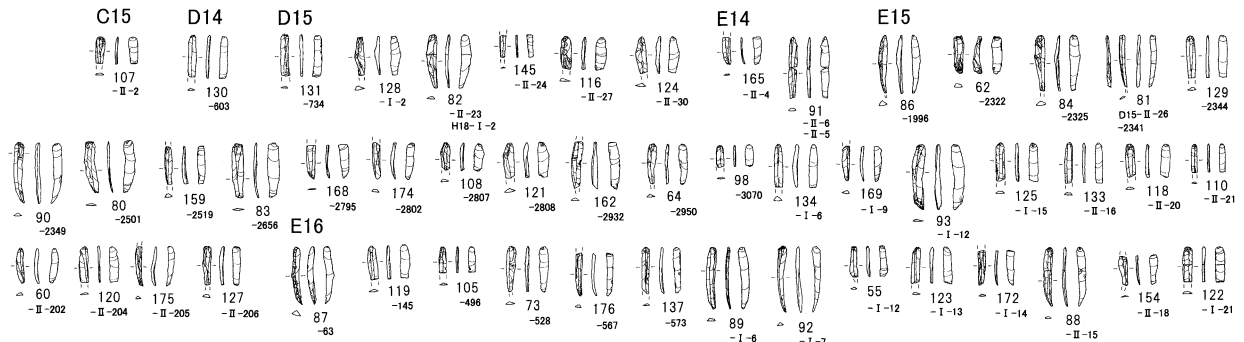 C15 D14 D15 E14 E15
107 130 131 128 82 145 116 124 165 91 86 62 84 81 129
-Ⅱ-2 -603 -734 -Ⅰ-2 -Ⅱ-23 -Ⅱ-24 -Ⅱ-27 -Ⅱ-30 -Ⅱ-4 -Ⅱ-6 -1996 -2322 -2325 D15-Ⅱ-26 -2344
H18-Ⅰ-2 -Ⅱ-5 -2341
90 80 159 83 168 174 108 121 162 64 98 134 169 93 125 133 118 110
-2349 -2501 -2519 -2656 -2795 -2802 -2807 -2808 -2932 -2950 -3070 -Ⅰ-6 -Ⅰ-9 -Ⅰ-12 -Ⅰ-15 -Ⅱ-16 -Ⅱ-20 -Ⅱ-21
E16
60 120 175 127 87 119 105 73 176 137 89 92 55 123 172 88 154 122
-Ⅱ-202 -Ⅱ-204 -Ⅱ-205 -Ⅱ-206 -63 -145 -496 -528 -567 -573 -Ⅰ-6 -Ⅰ-7 -Ⅰ-12 -Ⅰ-13 -Ⅰ-14 -Ⅱ-15 -Ⅱ-18 -Ⅰ-21